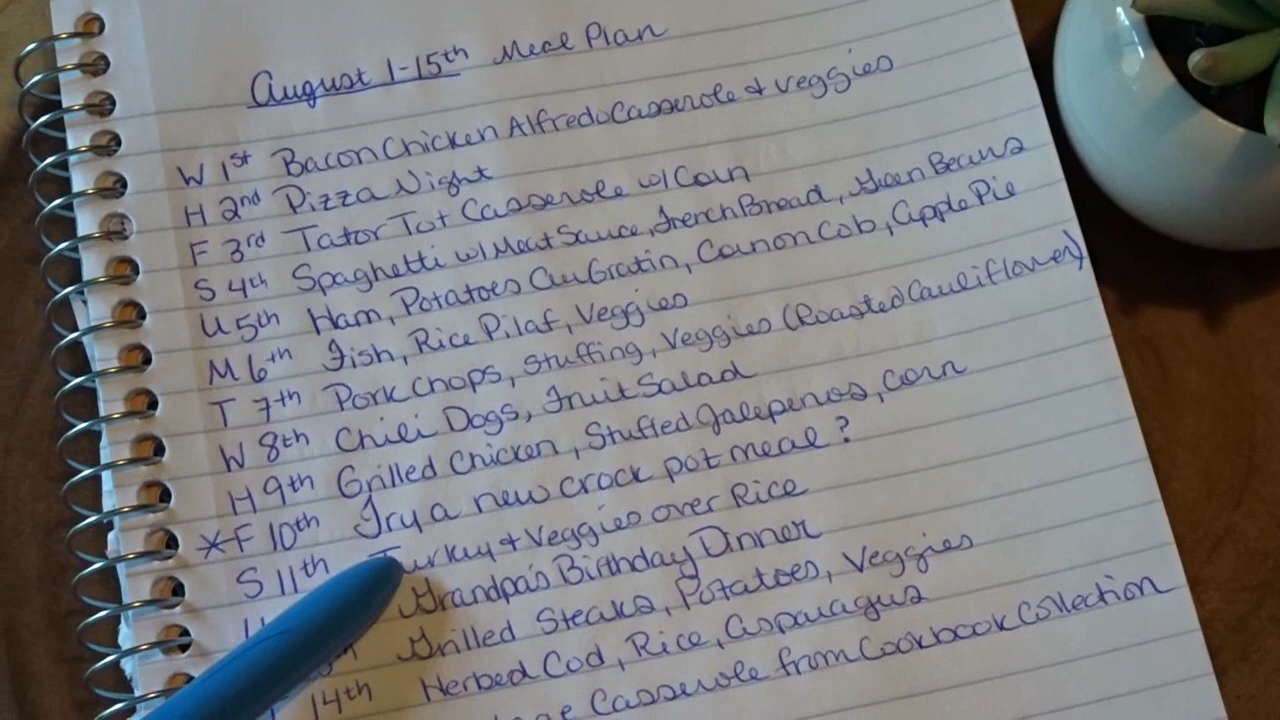 August 1-15th Meal Plan
W 1st Bacon Chicken Alfredo Casserole + veggies
H 2nd Pizza Night
F 3rd Tator Tot Casserole w/ Corn
S 4th Spaghetti w/ Meat Sauce, French Bread, Green Beans
U 5th Ham, Potatoes Au Gratin, Corn on Cob, Apple Pie
M 6th Fish, Rice Pilaf, Veggies
T 7th Pork Chops, Stuffing, Veggies (Roasted Cauliflower)
W 8th Chili Dogs, Fruit Salad
H 9th Grilled Chicken, Stuffed Jalepenos, corn
*F 10th Try a new crock pot meal?
S 11th Turkey + Veggies over Rice
Grandpa's Birthday Dinner
Grilled Steaks, Potatoes, Veggies
14th Herbed Cod, Rice, Asparagus
Casserole from Cookbook Collection